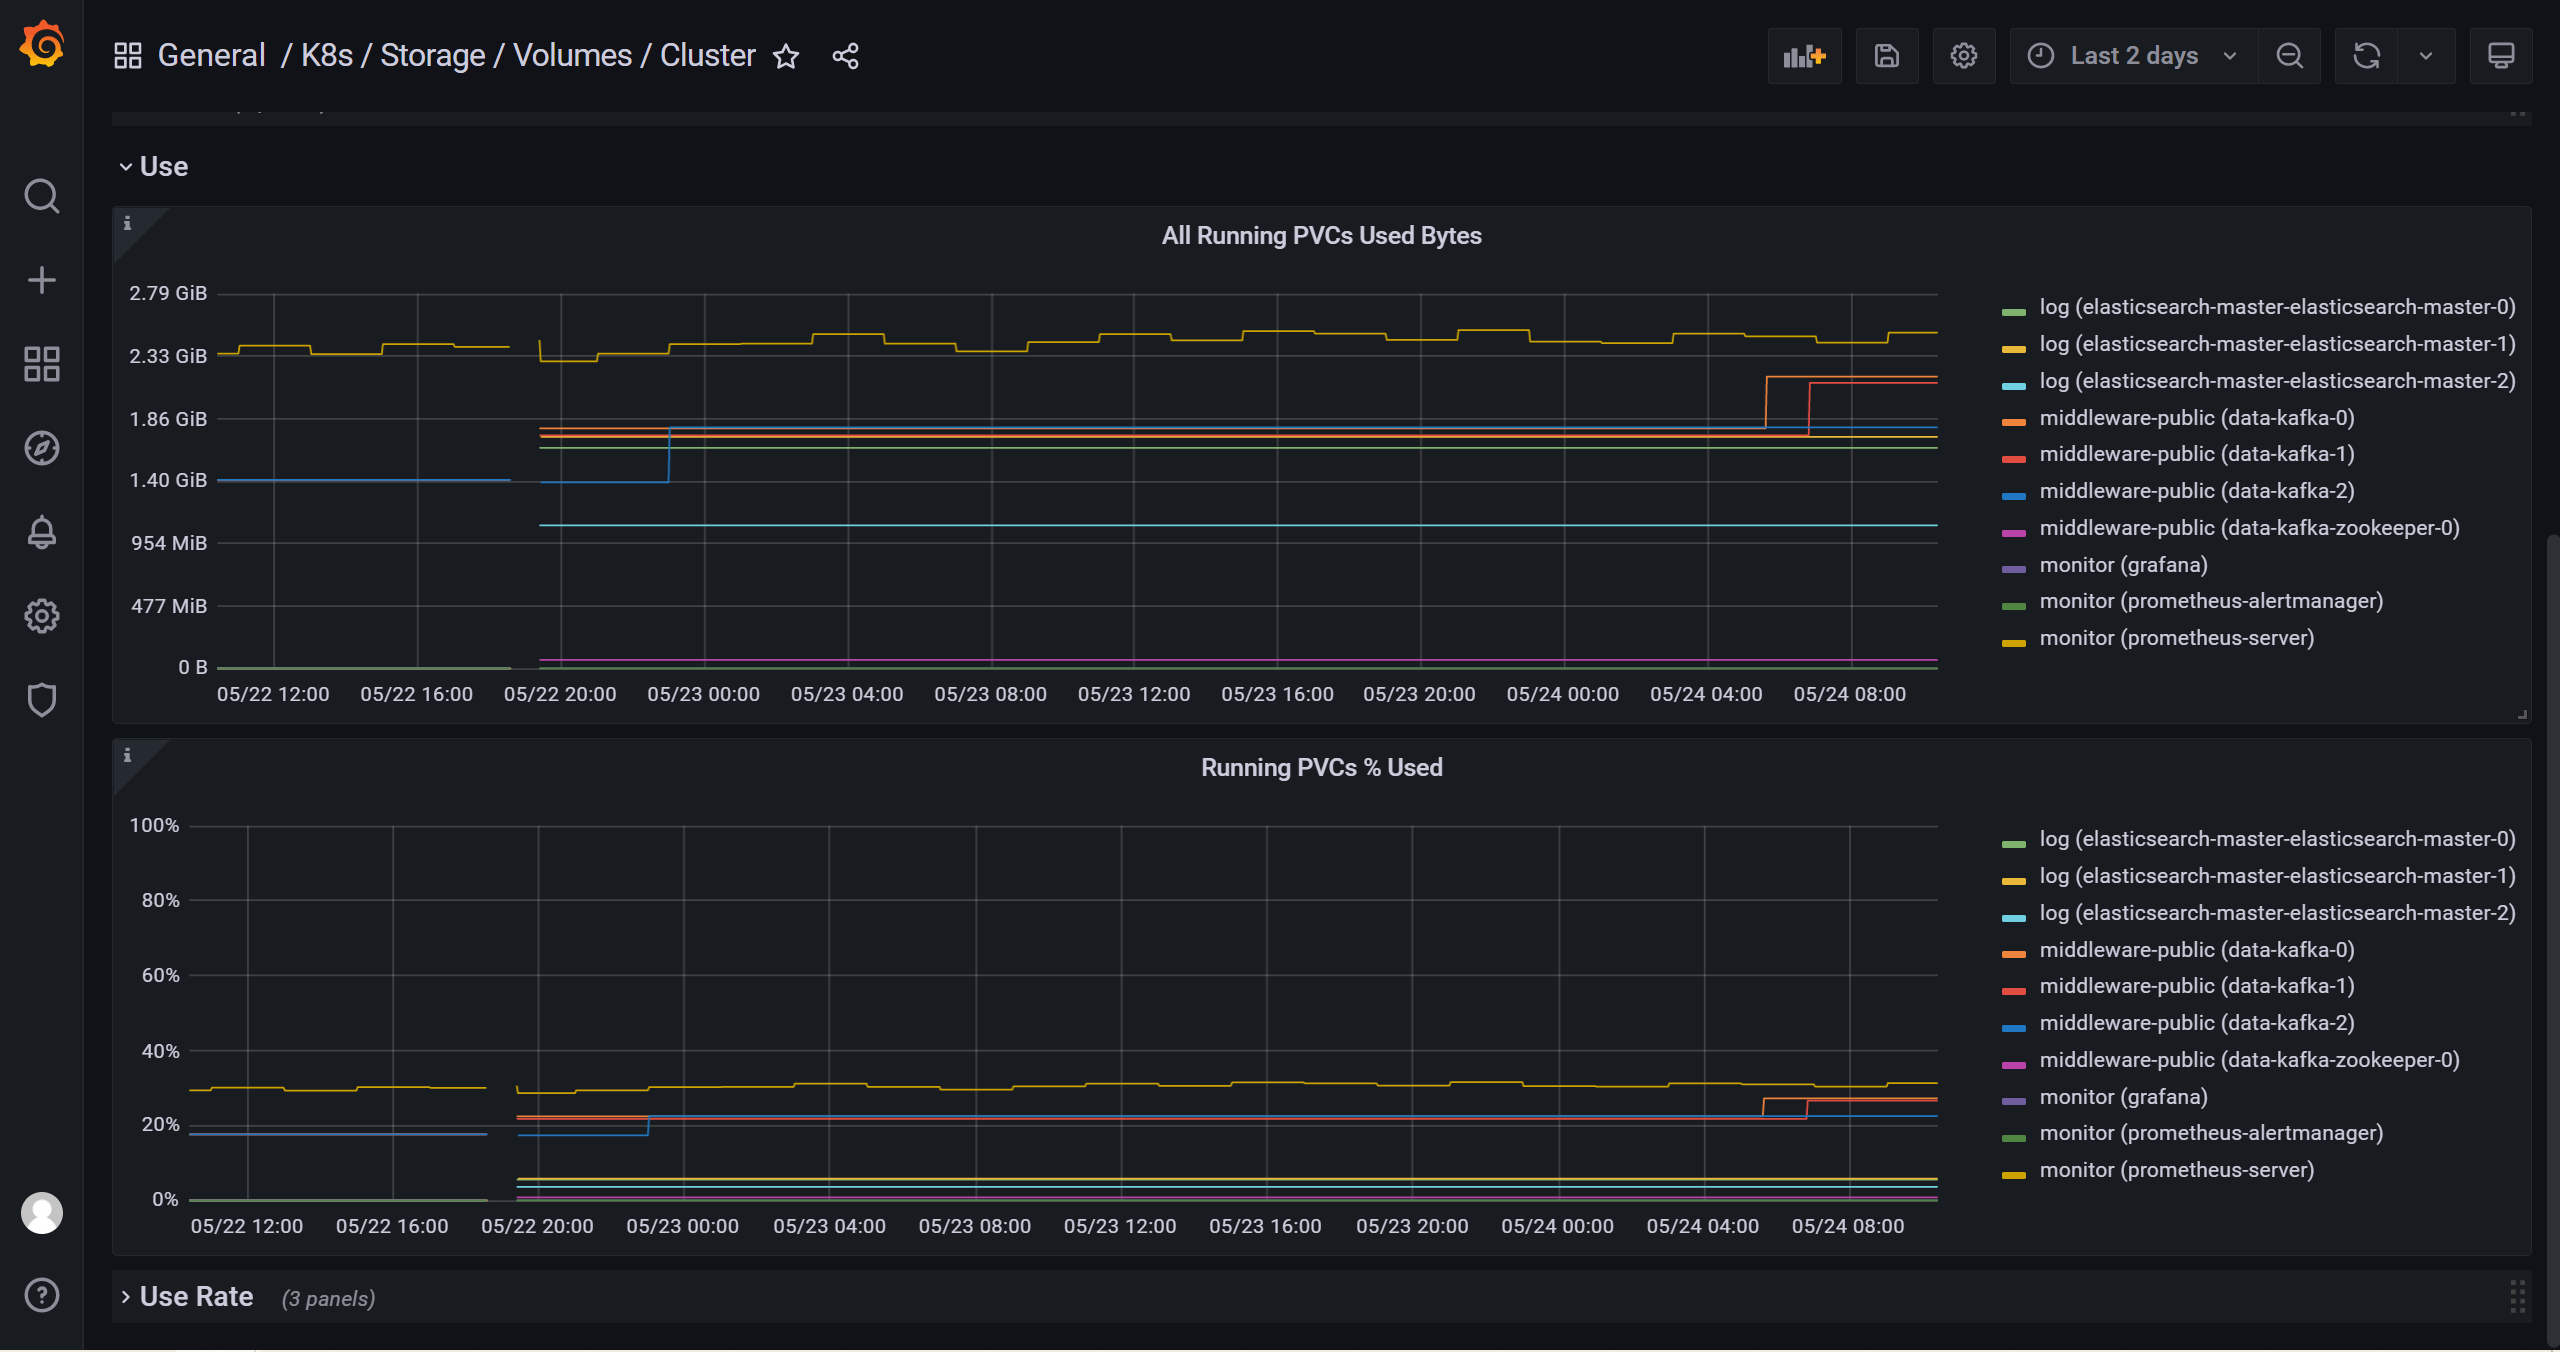 General / K8s / Storage / Volumes / Cluster
Last 2 days
Use
All Running PVCs Used Bytes
2.79 GiB
2.33 GiB
1.86 GiB
1.40 GiB
954 MiB
477 MiB
0 B
05/22 12:00 05/22 16:00 05/22 20:00 05/23 00:00 05/23 04:00 05/23 08:00 05/23 12:00 05/23 16:00 05/23 20:00 05/24 00:00 05/24 04:00 05/24 08:00
log (elasticsearch-master-elasticsearch-master-0)
log (elasticsearch-master-elasticsearch-master-1)
log (elasticsearch-master-elasticsearch-master-2)
middleware-public (data-kafka-0)
middleware-public (data-kafka-1)
middleware-public (data-kafka-2)
middleware-public (data-kafka-zookeeper-0)
monitor (grafana)
monitor (prometheus-alertmanager)
monitor (prometheus-server)
Running PVCs % Used
100%
80%
60%
40%
20%
0%
05/22 12:00 05/22 16:00 05/22 20:00 05/23 00:00 05/23 04:00 05/23 08:00 05/23 12:00 05/23 16:00 05/23 20:00 05/24 00:00 05/24 04:00 05/24 08:00
log (elasticsearch-master-elasticsearch-master-0)
log (elasticsearch-master-elasticsearch-master-1)
log (elasticsearch-master-elasticsearch-master-2)
middleware-public (data-kafka-0)
middleware-public (data-kafka-1)
middleware-public (data-kafka-2)
middleware-public (data-kafka-zookeeper-0)
monitor (grafana)
monitor (prometheus-alertmanager)
monitor (prometheus-server)
Use Rate (3 panels)